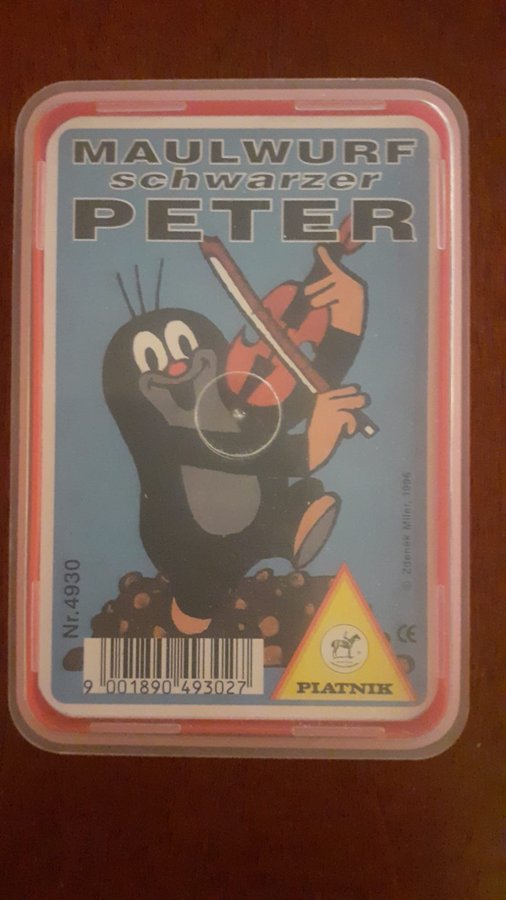 MAULWURF
schwarzer
PETER
© Zdeněk Miler, 1996
Nr.4930
9 001890 493027
PIATNIK
CE